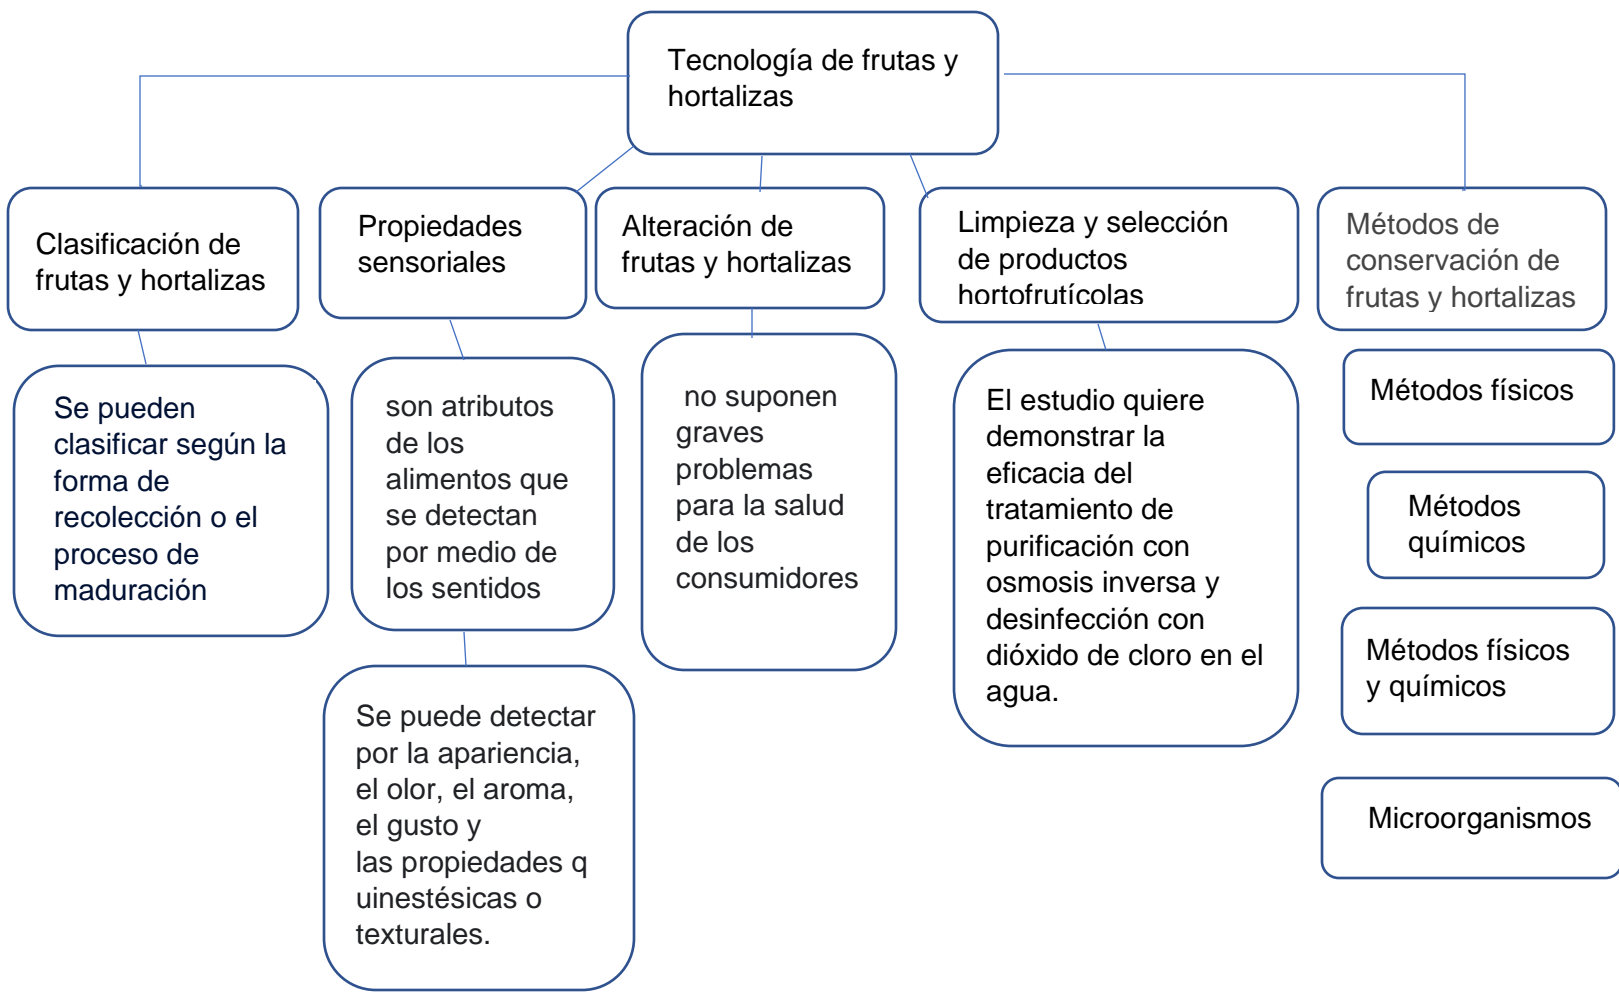 Tecnología de frutas y
hortalizas
Clasificación de
frutas y hortalizas
Propiedades
sensoriales
Alteración de
frutas y hortalizas
Limpieza y selección
de productos
hortofrutícolas
Métodos de
conservación de
frutas y hortalizas
Se pueden
clasificar según la
forma de
recolección o el
proceso de
maduración
son atributos
de los
alimentos que
se detectan
por medio de
los sentidos
Se puede detectar
por la apariencia,
el olor, el aroma,
el gusto y
las propiedades q
uinestésicas o
texturales.
no suponen
graves
problemas
para la salud
de los
consumidores
El estudio quiere
demonstrar la
eficacia del
tratamiento de
purificación con
osmosis inversa y
desinfección con
dióxido de cloro en el
agua.
Métodos físicos
Métodos
químicos
Métodos físicos
y químicos
Microorganismos